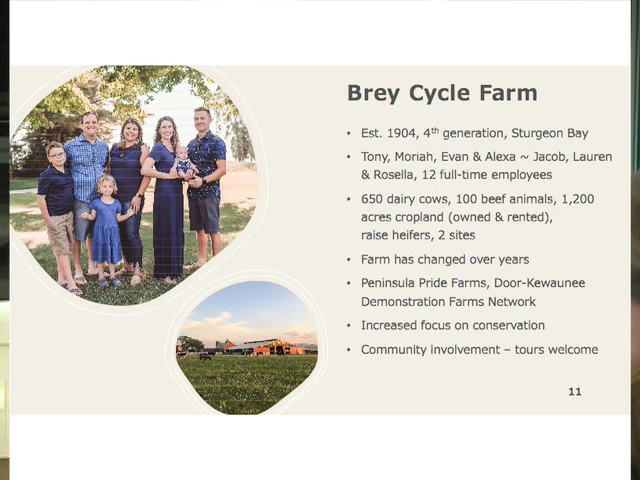 Brey Cycle Farm
• Est. 1904, 4th generation, Sturgeon Bay
• Tony, Moriah, Evan & Alexa ~ Jacob, Lauren
& Rosella, 12 full-time employees
• 650 dairy cows, 100 beef animals, 1,200
acres cropland (owned & rented),
raise heifers, 2 sites
• Farm has changed over years
• Peninsula Pride Farms, Door-Kewaunee
Demonstration Farms Network
• Increased focus on conservation
• Community involvement – tours welcome
11